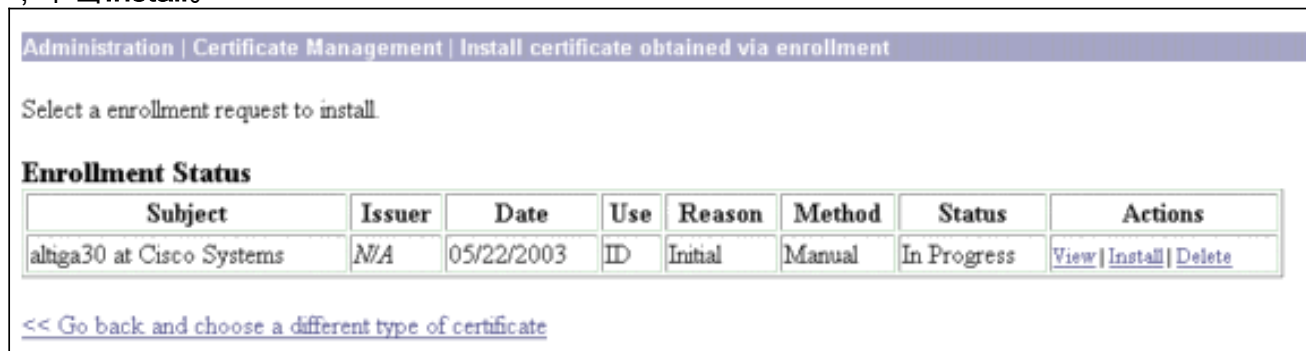 Install。
Administration | Certificate Management | Install certificate obtained via enrollment
Select a enrollment request to install.
Enrollment Status
Subject Issuer Date Use Reason Method Status Actions
altiga30 at Cisco Systems N/A 05/22/2003 ID Initial Manual In Progress View | Install | Delete
<< Go back and choose a different type of certificate